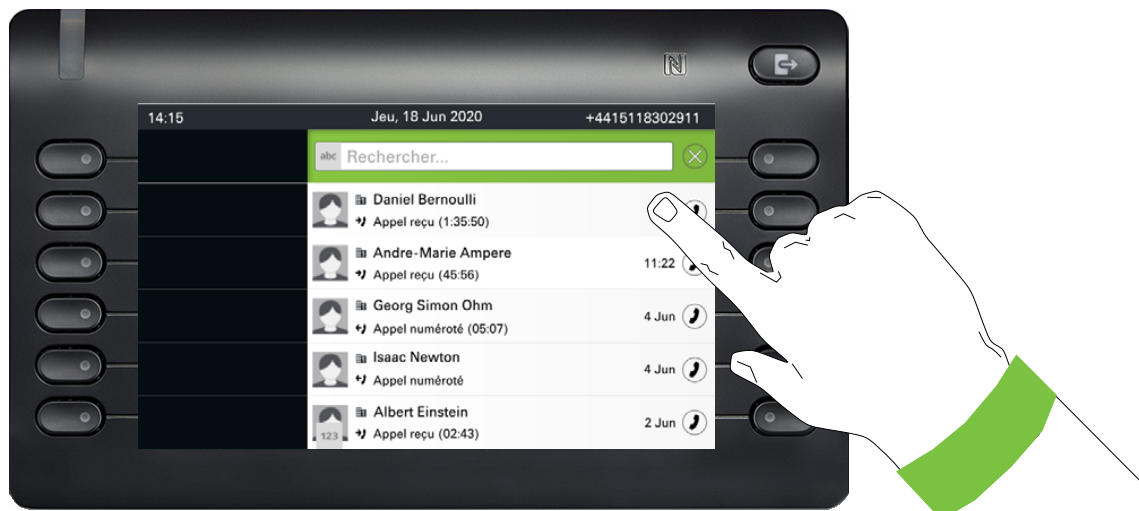 14:15 Jeu, 18 Jun 2020 +4415118302911
abc Rechercher...
Daniel Bernoulli
Appel reçu (1:35:50)
Andre-Marie Ampere
Appel reçu (45:56)
11:22
Georg Simon Ohm
Appel numéroté (05:07)
4 Jun
Isaac Newton
Appel numéroté
4 Jun
Albert Einstein
123
Appel reçu (02:43)
2 Jun